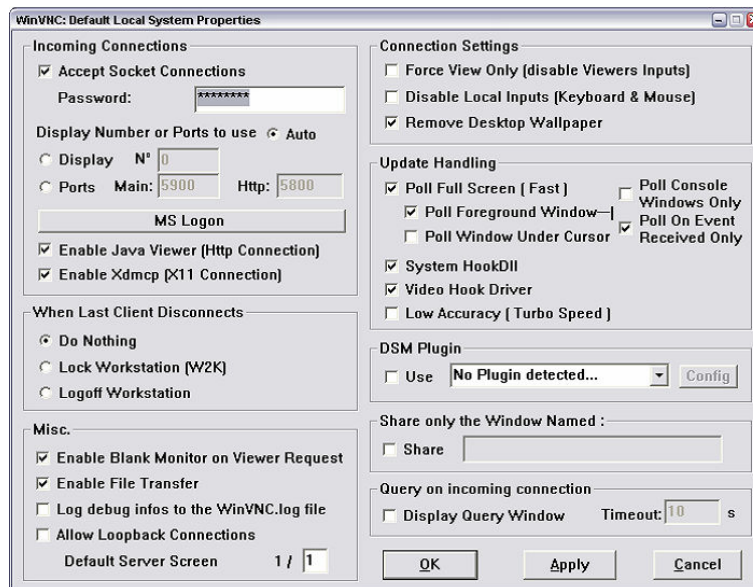 WinVNC: Default Local System Properties
Incoming Connections
Accept Socket Connections
Password: ********
Display Number or Ports to use Auto
Display N° 0
Ports Main: 5900 Http: 5800
MS Logon
Enable Java Viewer (Http Connection)
Enable Xdmcp (X11 Connection)
When Last Client Disconnects
Do Nothing
Lock Workstation (W2K)
Logoff Workstation
Misc.
Enable Blank Monitor on Viewer Request
Enable File Transfer
Log debug infos to the WinVNC.log file
Allow Loopback Connections
Default Server Screen 1 / 1
Connection Settings
Force View Only (disable Viewers Inputs)
Disable Local Inputs (Keyboard & Mouse)
Remove Desktop Wallpaper
Update Handling
Poll Full Screen ( Fast )
Poll Foreground Window
Poll Window Under Cursor
Poll Console
Windows Only
Poll On Event
Received Only
System HookDll
Video Hook Driver
Low Accuracy ( Turbo Speed )
DSM Plugin
Use No Plugin detected... Config
Share only the Window Named :
Share
Query on incoming connection
Display Query Window Timeout: 10 s
OK Apply Cancel